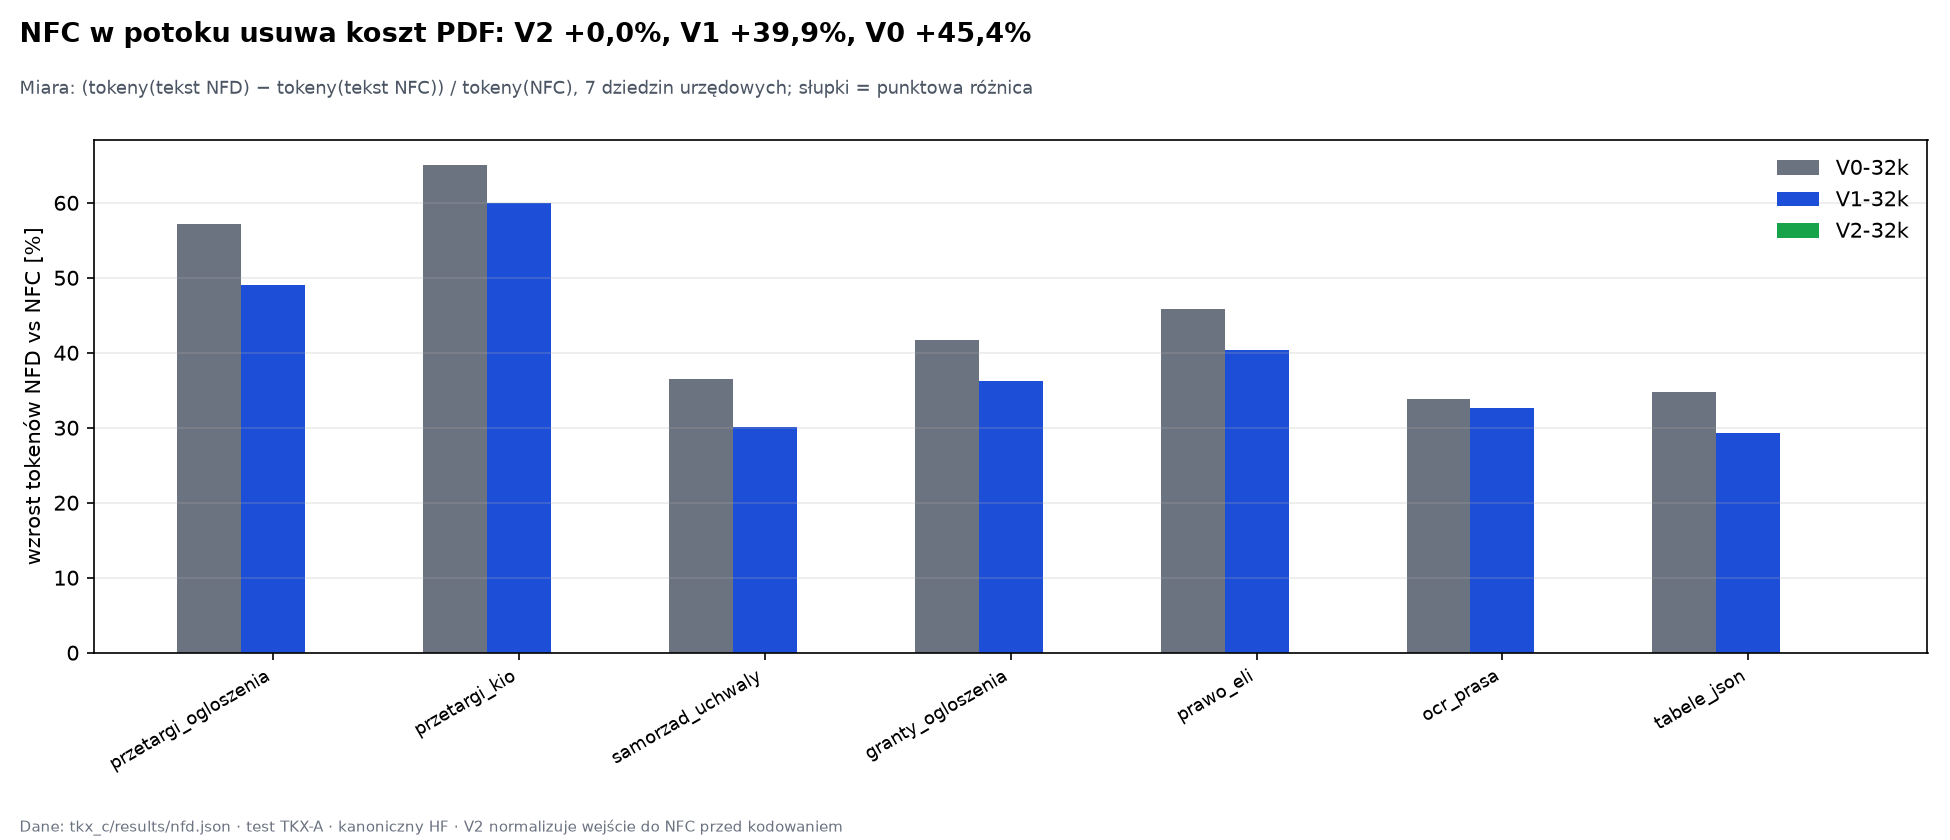 NFC w potoku usuwa koszt PDF: V2 +0,0%, V1 +39,9%, V0 +45,4%
Miara: (tokeny(tekst NFD) − tokeny(tekst NFC)) / tokeny(NFC), 7 dziedzin urzędowych; słupki = punktowa różnica
wzrost tokenów NFD vs NFC [%]
60
50
40
30
20
10
0
V0-32k
V1-32k
V2-32k
przetargi_ogloszenia
przetargi_kio
samorzad_uchwaly
granty_ogloszenia
prawo_eli
ocr_prasa
tabele_json
Dane: tkx_c/results/nfd.json · test TKX-A · kanoniczny HF · V2 normalizuje wejście do NFC przed kodowaniem